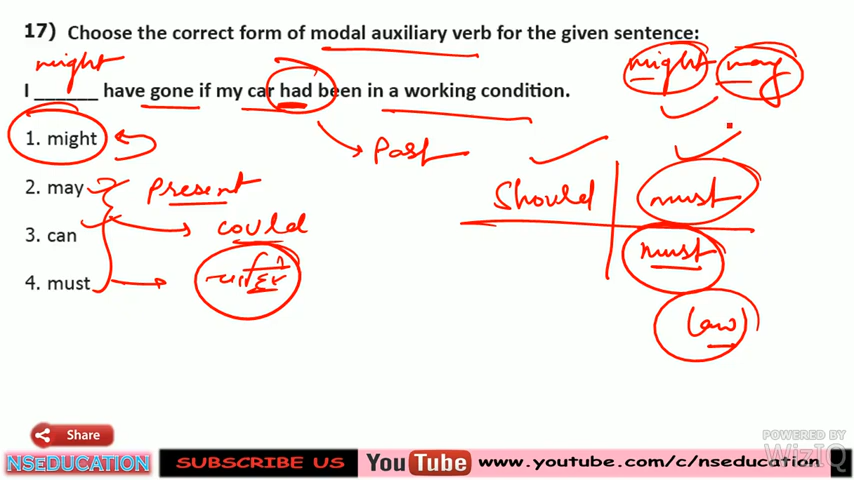 17) Choose the correct form of modal auxiliary verb for the given sentence:
might
might may
I ______ have gone if my car had been in a working condition.
1. might
Past
2. may
Present
Should
must
3. can
could
must
4. must
law
Share
NSEDUCATION
SUBSCRIBE US
YouTube
www.youtube.com/c/nseducation
POWERED BY
WizIQ